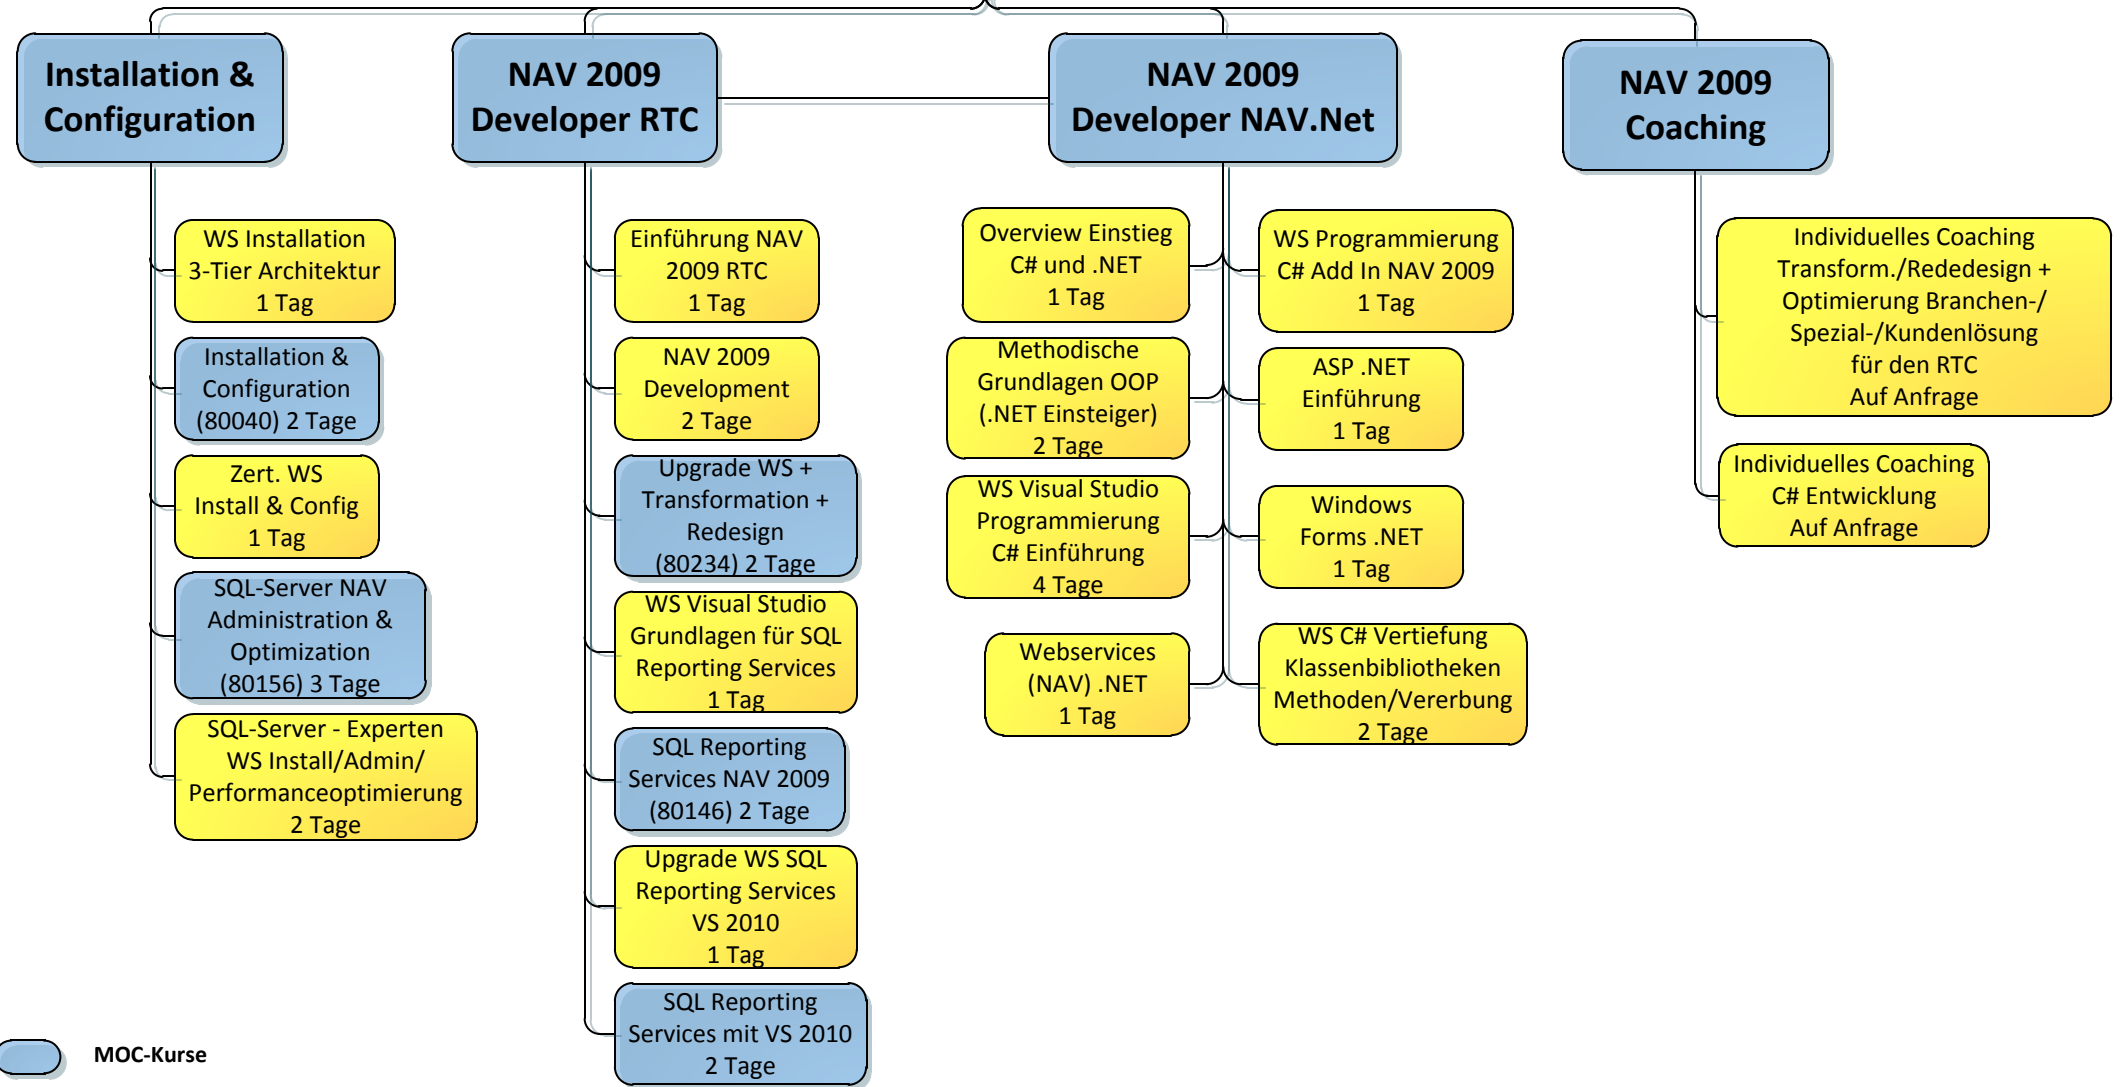 Installation &
Configuration
WS Installation
3-Tier Architektur
1 Tag
Installation &
Configuration
(80040) 2 Tage
Zert. WS
Install & Config
1 Tag
SQL-Server NAV
Administration &
Optimization
(80156) 3 Tage
SQL-Server - Experten
WS Install/Admin/
Performanceoptimierung
2 Tage
NAV 2009
Developer RTC
Einführung NAV
2009 RTC
1 Tag
NAV 2009
Development
2 Tage
Upgrade WS +
Transformation +
Redesign
(80234) 2 Tage
WS Visual Studio
Grundlagen für SQL
Reporting Services
1 Tag
SQL Reporting
Services NAV 2009
(80146) 2 Tage
Upgrade WS SQL
Reporting Services
VS 2010
1 Tag
SQL Reporting
Services mit VS 2010
2 Tage
NAV 2009
Developer NAV.Net
Overview Einstieg
C# und .NET
1 Tag
Methodische
Grundlagen OOP
(.NET Einsteiger)
2 Tage
WS Visual Studio
Programmierung
C# Einführung
4 Tage
Webservices
(NAV) .NET
1 Tag
WS Programmierung
C# Add In NAV 2009
1 Tag
ASP .NET
Einführung
1 Tag
Windows
Forms .NET
1 Tag
WS C# Vertiefung
Klassenbibliotheken
Methoden/Vererbung
2 Tage
NAV 2009
Coaching
Individuelles Coaching
Transform./Rededesign +
Optimierung Branchen-/
Spezial-/Kundenlösung
für den RTC
Auf Anfrage
Individuelles Coaching
C# Entwicklung
Auf Anfrage
MOC-Kurse